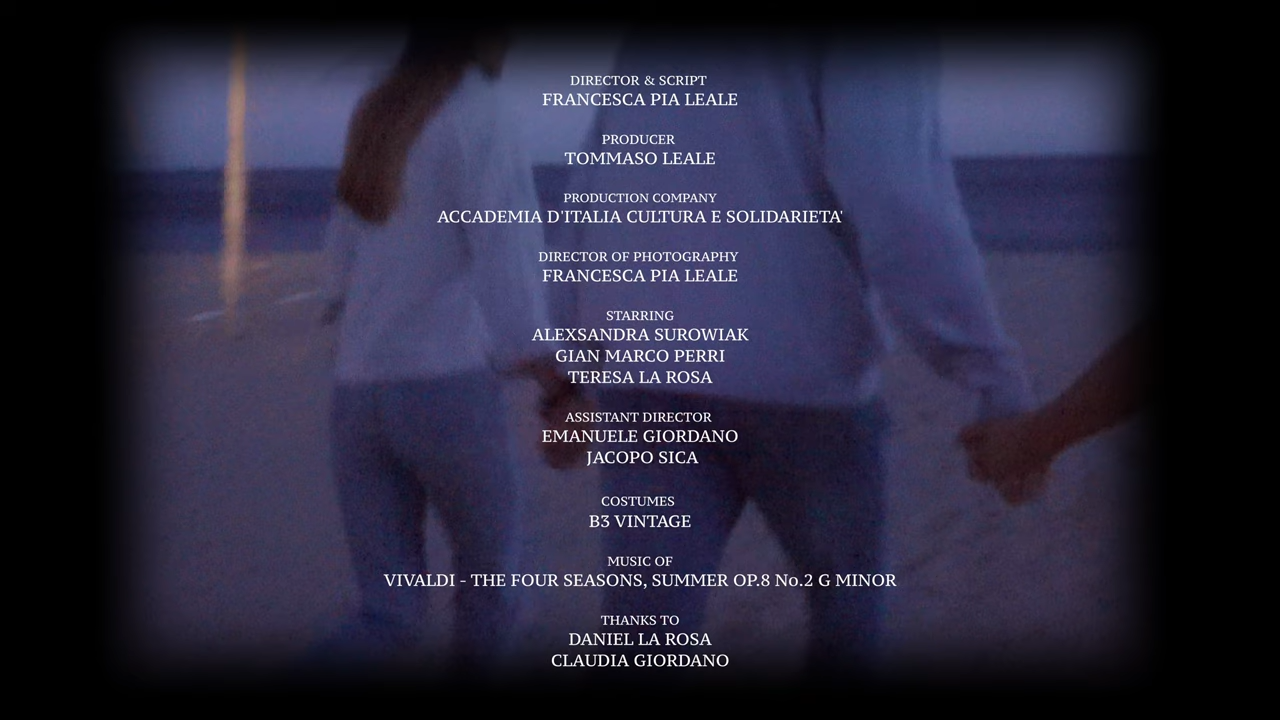 DIRECTOR & SCRIPT
FRANCESCA PIA LEALE
PRODUCER
TOMMASO LEALE
PRODUCTION COMPANY
ACCADEMIA D'ITALIA CULTURA E SOLIDARIETA'
DIRECTOR OF PHOTOGRAPHY
FRANCESCA PIA LEALE
STARRING
ALEXSANDRA SUROWIAK
GIAN MARCO PERRI
TERESA LA ROSA
ASSISTANT DIRECTOR
EMANUELE GIORDANO
JACOPO SICA
COSTUMES
B3 VINTAGE
MUSIC OF
VIVALDI - THE FOUR SEASONS, SUMMER OP.8 No.2 G MINOR
THANKS TO
DANIEL LA ROSA
CLAUDIA GIORDANO